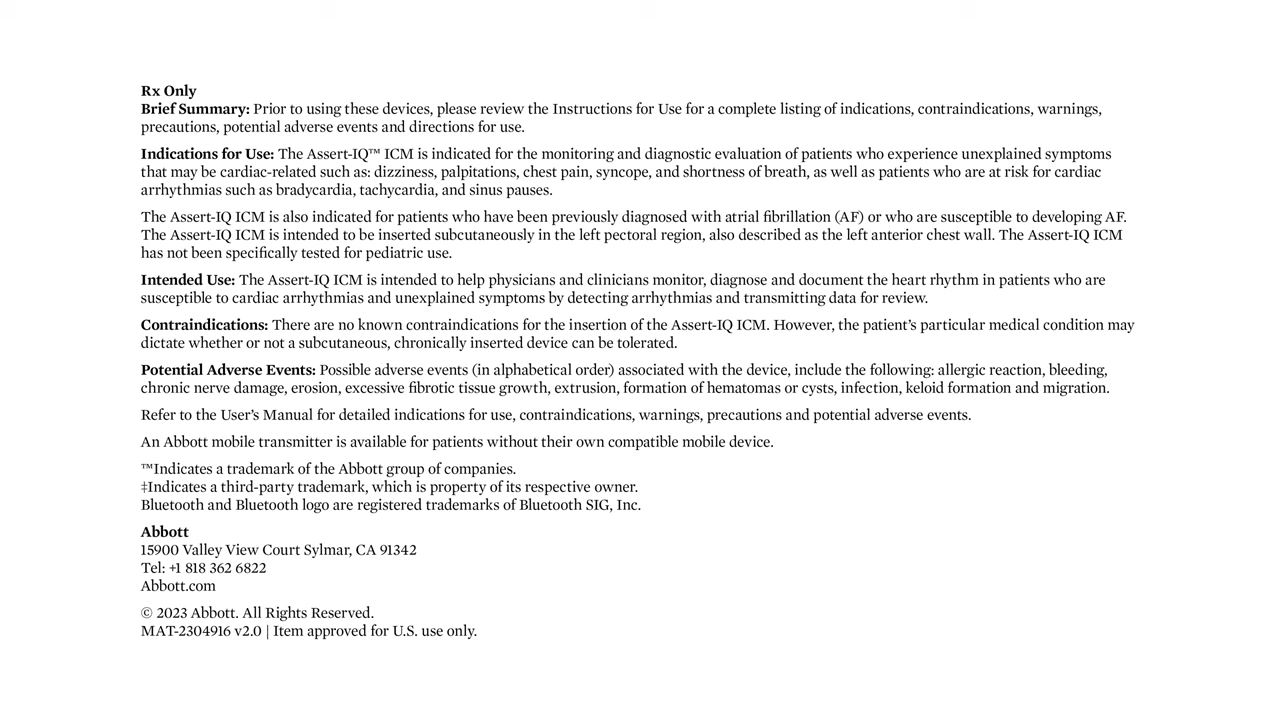 Rx Only
Brief Summary: Prior to using these devices, please review the Instructions for Use for a complete listing of indications, contraindications, warnings,
precautions, potential adverse events and directions for use.
Indications for Use: The Assert-IQ™ ICM is indicated for the monitoring and diagnostic evaluation of patients who experience unexplained symptoms
that may be cardiac-related such as: dizziness, palpitations, chest pain, syncope, and shortness of breath, as well as patients who are at risk for cardiac
arrhythmias such as bradycardia, tachycardia, and sinus pauses.
The Assert-IQ ICM is also indicated for patients who have been previously diagnosed with atrial fibrillation (AF) or who are susceptible to developing AF.
The Assert-IQ ICM is intended to be inserted subcutaneously in the left pectoral region, also described as the left anterior chest wall. The Assert-IQ ICM
has not been specifically tested for pediatric use.
Intended Use: The Assert-IQ ICM is intended to help physicians and clinicians monitor, diagnose and document the heart rhythm in patients who are
susceptible to cardiac arrhythmias and unexplained symptoms by detecting arrhythmias and transmitting data for review.
Contraindications: There are no known contraindications for the insertion of the Assert-IQ ICM. However, the patient's particular medical condition may
dictate whether or not a subcutaneous, chronically inserted device can be tolerated.
Potential Adverse Events: Possible adverse events (in alphabetical order) associated with the device, include the following: allergic reaction, bleeding,
chronic nerve damage, erosion, excessive fibrotic tissue growth, extrusion, formation of hematomas or cysts, infection, keloid formation and migration.
Refer to the User's Manual for detailed indications for use, contraindications, warnings, precautions and potential adverse events.
An Abbott mobile transmitter is available for patients without their own compatible mobile device.
™Indicates a trademark of the Abbott group of companies.
‡Indicates a third-party trademark, which is property of its respective owner.
Bluetooth and Bluetooth logo are registered trademarks of Bluetooth SIG, Inc.
Abbott
15900 Valley View Court Sylmar, CA 91342
Tel: +1 818 362 6822
Abbott.com
© 2023 Abbott. All Rights Reserved.
MAT-2304916 v2.0 | Item approved for U.S. use only.